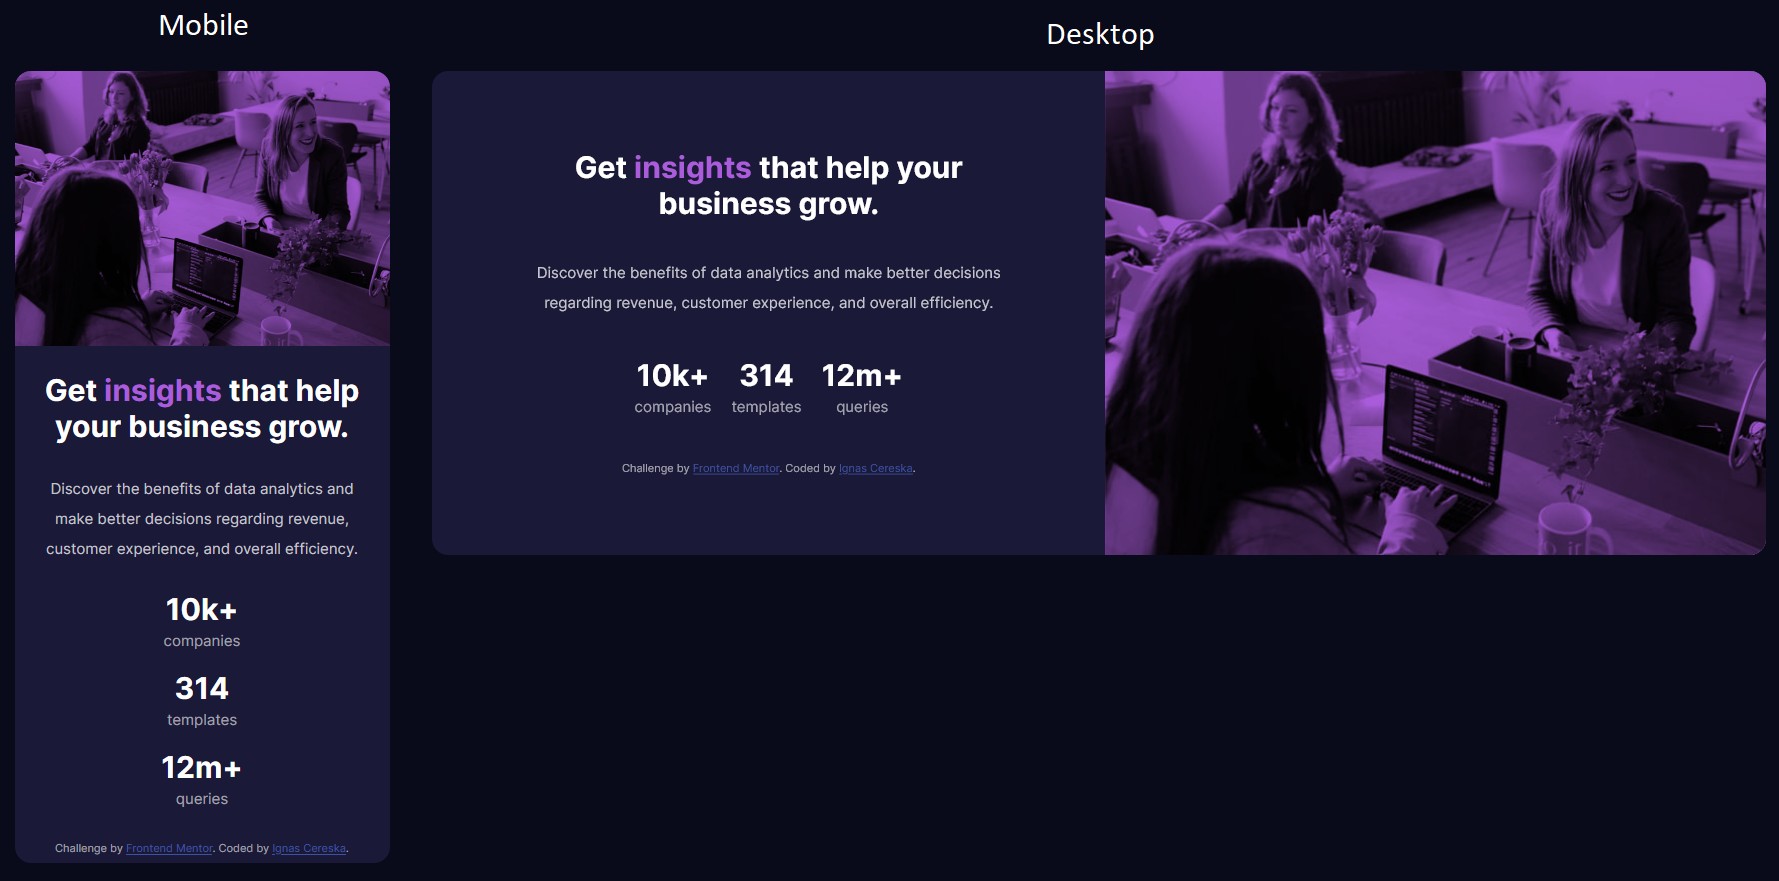 Mobile
Get insights that help
your business grow.
Discover the benefits of data analytics and
make better decisions regarding revenue,
customer experience, and overall efficiency.
10k+
companies
314
templates
12m+
queries
Challenge by Frontend Mentor. Coded by Ignas Cereska.
Desktop
Get insights that help your
business grow.
Discover the benefits of data analytics and make better decisions
regarding revenue, customer experience, and overall efficiency.
10k+ 314 12m+
companies templates queries
Challenge by Frontend Mentor. Coded by Ignas Cereska.